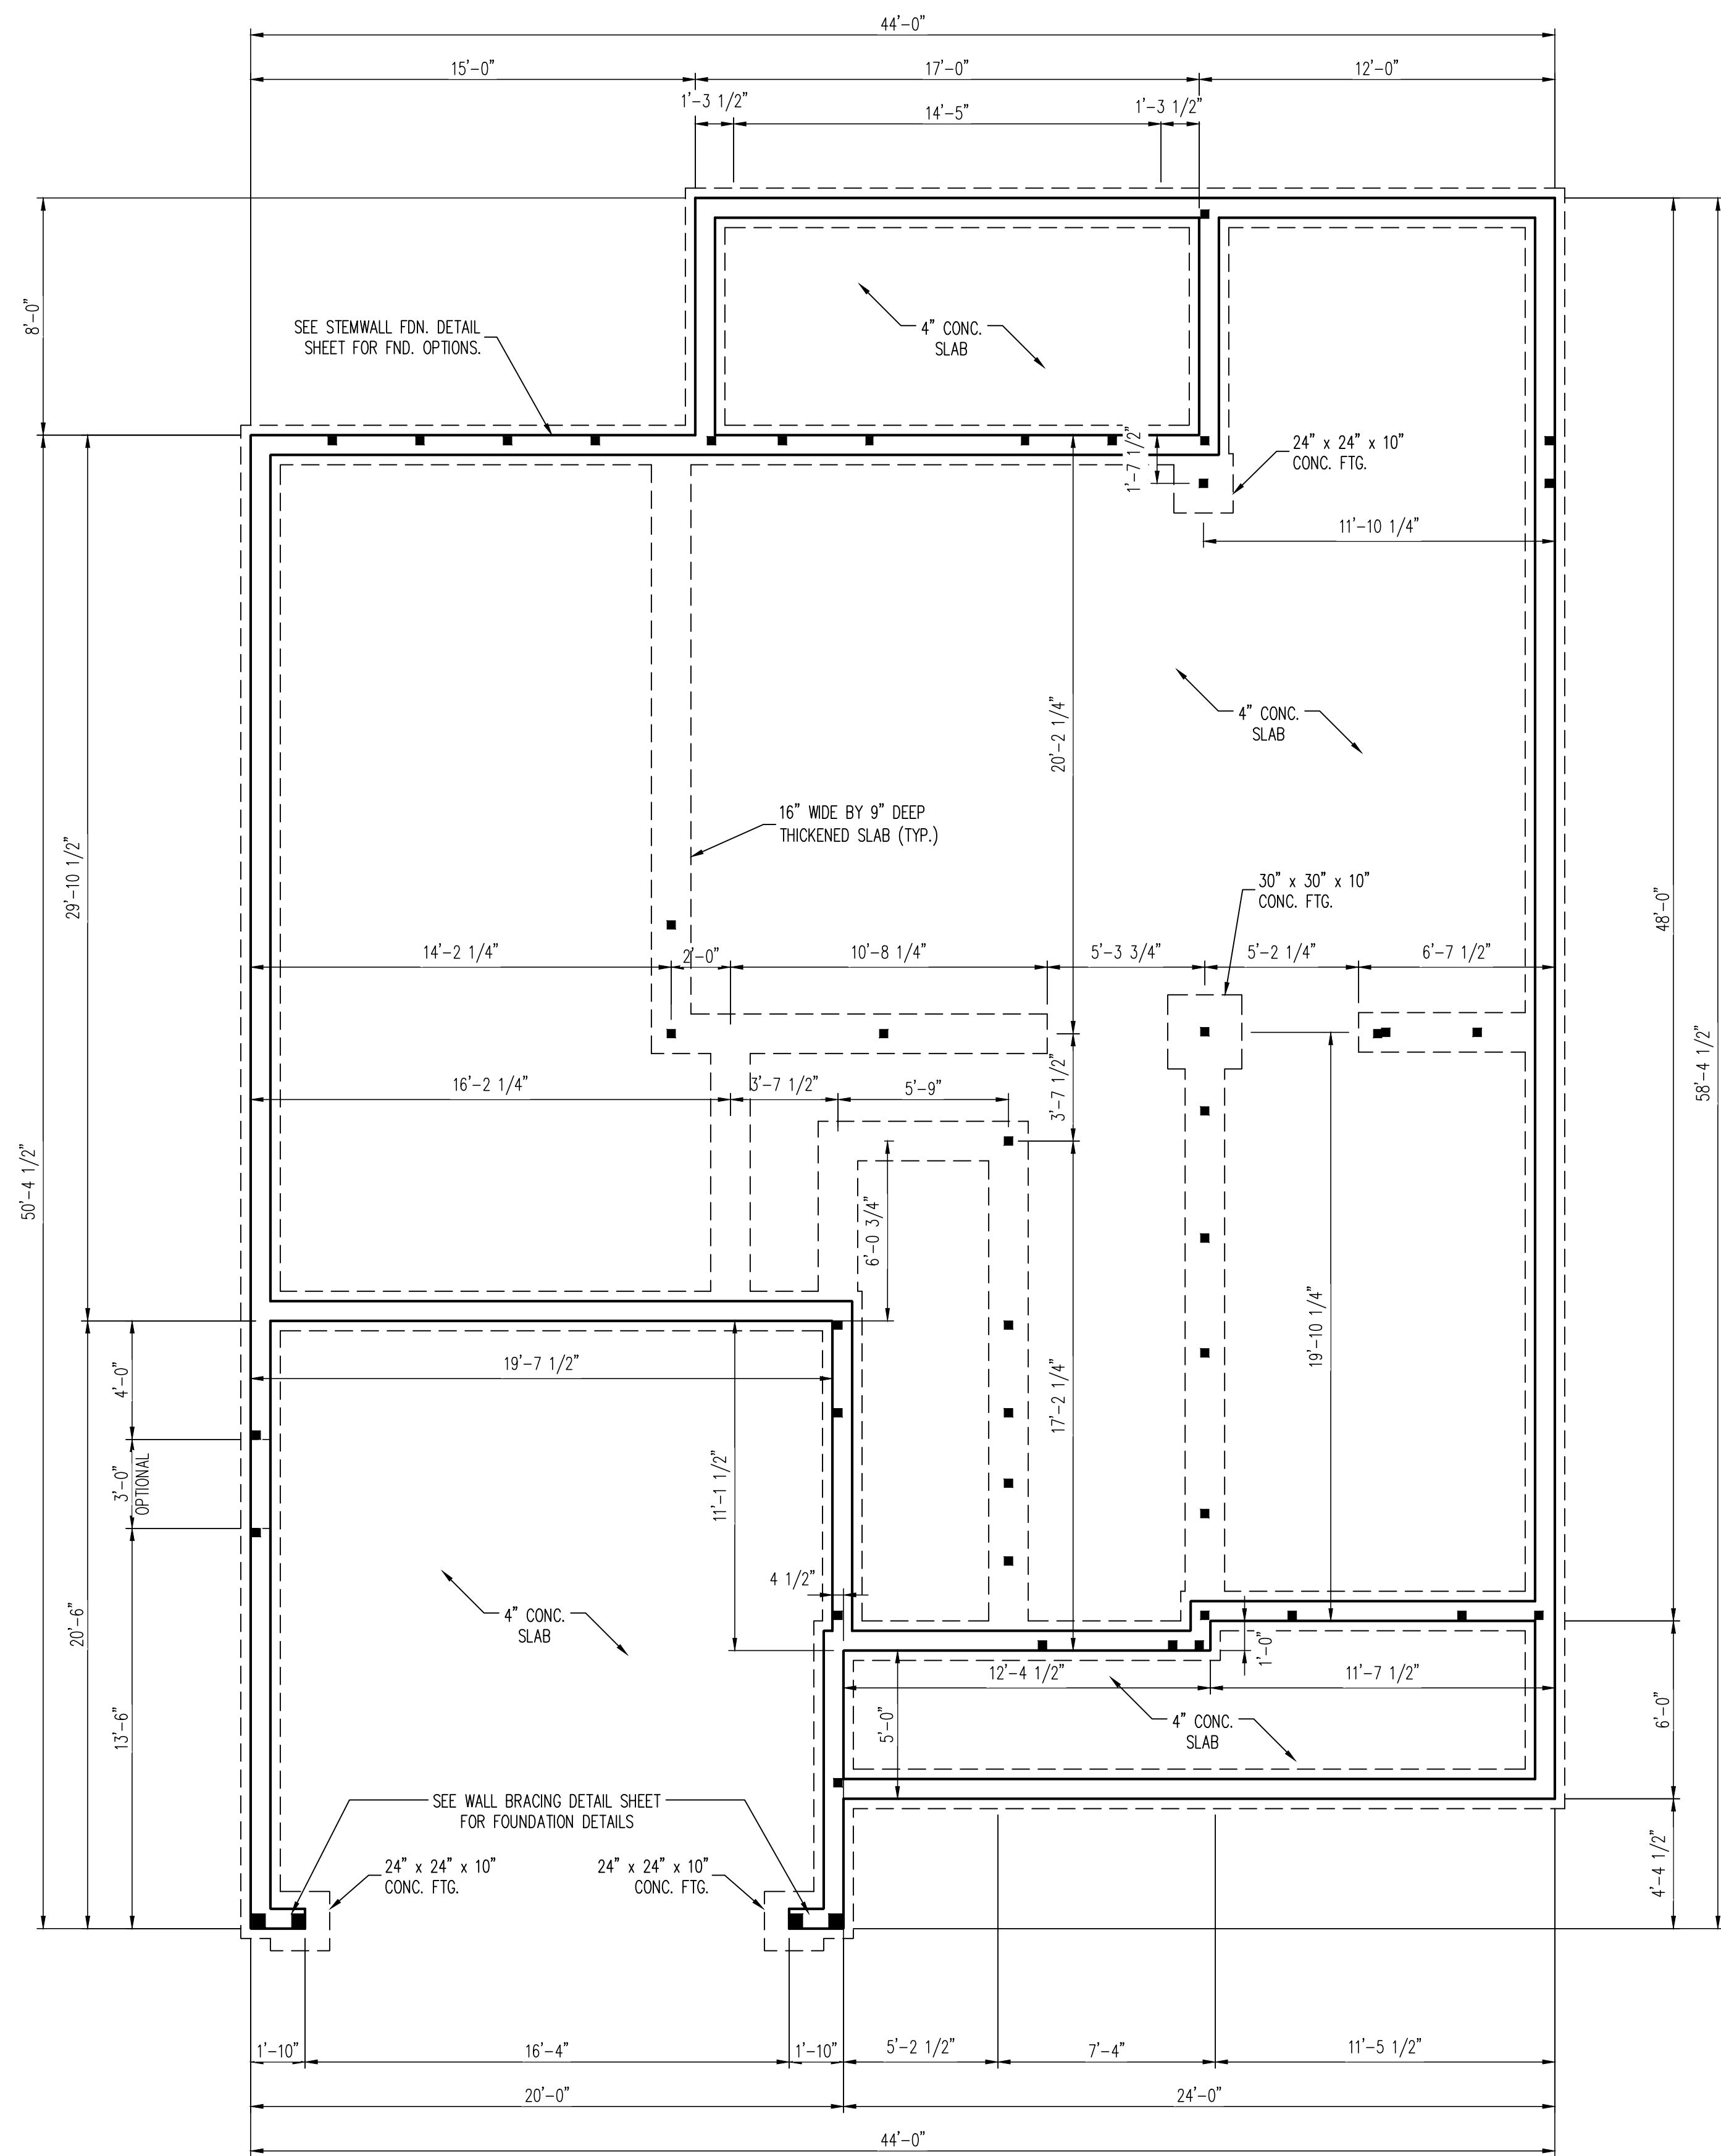 44'-0"
15'-0"
17'-0"
12'-0"
1'-3 1/2"
14'-5"
1'-3 1/2"
8'-0"
SEE STEMWALL FDN. DETAIL
SHEET FOR FND. OPTIONS.
4" CONC.
SLAB
1'-7 1/2"
24" x 24" x 10"
CONC. FTG.
11'-10 1/4"
20'-2 1/4"
4" CONC.
SLAB
16" WIDE BY 9" DEEP
THICKENED SLAB (TYP.)
29'-10 1/2"
30" x 30" x 10"
CONC. FTG.
48'-0"
14'-2 1/4"
2'-0"
10'-8 1/4"
5'-3 3/4"
5'-2 1/4"
6'-7 1/2"
16'-2 1/4"
3'-7 1/2"
5'-9"
3'-7 1/2"
58'-4 1/2"
50'-4 1/2"
6'-0 3/4"
19'-10 1/4"
4'-0"
19'-7 1/2"
17'-2 1/4"
3'-0"
OPTIONAL
11'-1 1/2"
4 1/2"
20'-6"
4" CONC.
SLAB
1'-0"
12'-4 1/2"
11'-7 1/2"
13'-6"
5'-0"
4" CONC.
SLAB
6'-0"
SEE WALL BRACING DETAIL SHEET
FOR FOUNDATION DETAILS
24" x 24" x 10"
CONC. FTG.
24" x 24" x 10"
CONC. FTG.
4'-4 1/2"
1'-10"
16'-4"
1'-10"
5'-2 1/2"
7'-4"
11'-5 1/2"
20'-0"
24'-0"
44'-0"